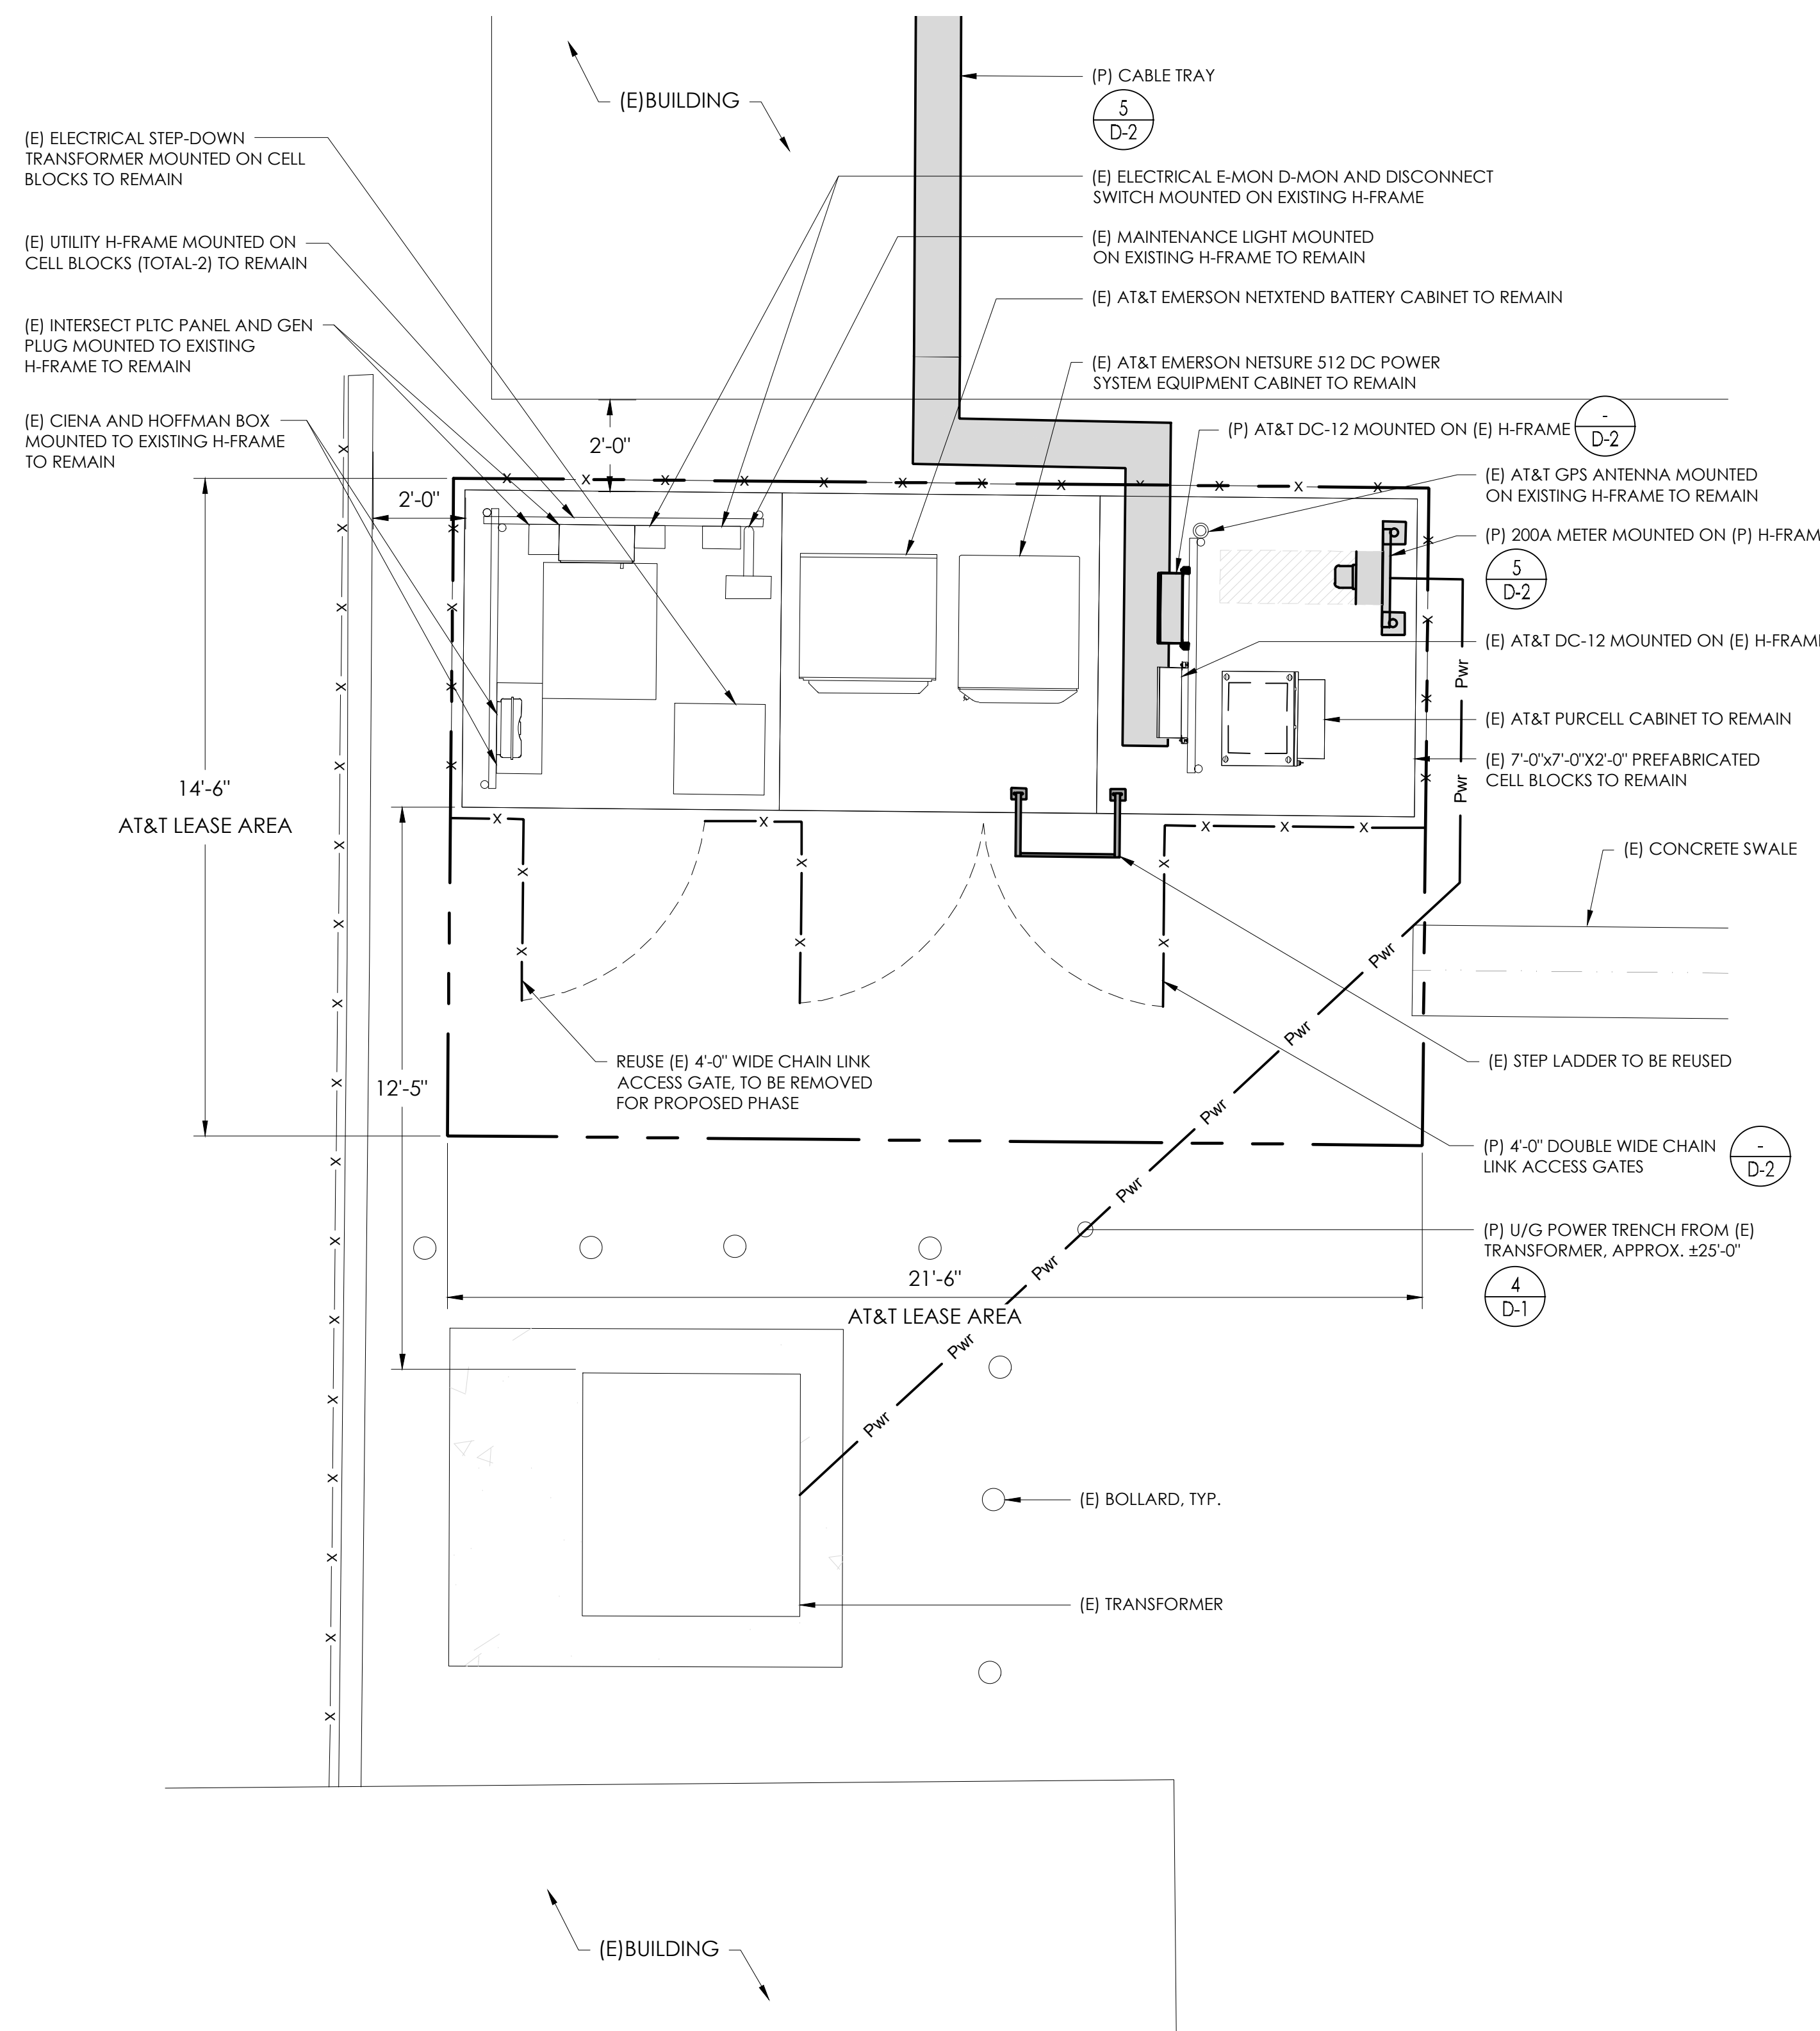 (E)BUILDING
(P) CABLE TRAY
5
D-2
(E) ELECTRICAL STEP-DOWN
TRANSFORMER MOUNTED ON CELL
BLOCKS TO REMAIN
(E) ELECTRICAL E-MON D-MON AND DISCONNECT
SWITCH MOUNTED ON EXISTING H-FRAME
(E) UTILITY H-FRAME MOUNTED ON
CELL BLOCKS (TOTAL-2) TO REMAIN
(E) MAINTENANCE LIGHT MOUNTED
ON EXISTING H-FRAME TO REMAIN
(E) AT&T EMERSON NETXTEND BATTERY CABINET TO REMAIN
(E) INTERSECT PLTC PANEL AND GEN
PLUG MOUNTED TO EXISTING
H-FRAME TO REMAIN
(E) AT&T EMERSON NETSURE 512 DC POWER
SYSTEM EQUIPMENT CABINET TO REMAIN
(E) CIENA AND HOFFMAN BOX
MOUNTED TO EXISTING H-FRAME
TO REMAIN
2'-0"
(P) AT&T DC-12 MOUNTED ON (E) H-FRAME
-
D-2
(E) AT&T GPS ANTENNA MOUNTED
ON EXISTING H-FRAME TO REMAIN
2'-0"
(P) 200A METER MOUNTED ON (P) H-FRAM
5
D-2
(E) AT&T DC-12 MOUNTED ON (E) H-FRAM
Pwr
(E) AT&T PURCELL CABINET TO REMAIN
(E) 7'-0"x7'-0"X2'-0" PREFABRICATED
CELL BLOCKS TO REMAIN
Pwr
14'-6"
AT&T LEASE AREA
(E) CONCRETE SWALE
Pwr
Pwr
REUSE (E) 4'-0" WIDE CHAIN LINK
ACCESS GATE, TO BE REMOVED
FOR PROPOSED PHASE
12'-5"
(E) STEP LADDER TO BE REUSED
Pwr
(P) 4'-0" DOUBLE WIDE CHAIN
LINK ACCESS GATES
-
D-2
Pwr
(P) U/G POWER TRENCH FROM (E)
TRANSFORMER, APPROX. ±25'-0"
4
D-1
Pwr
21'-6"
AT&T LEASE AREA
Pwr
Pwr
(E) BOLLARD, TYP.
(E) TRANSFORMER
(E)BUILDING